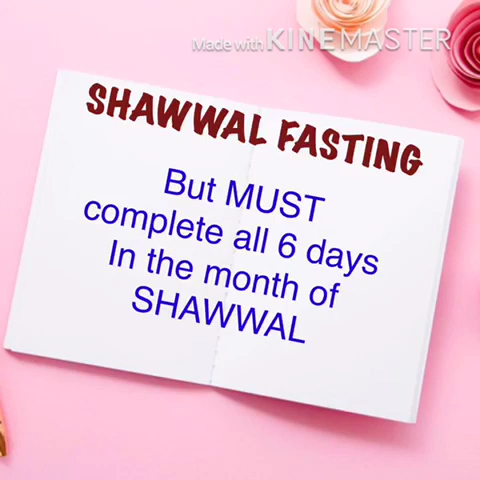 Made with KINEMASTER
SHAWWAL FASTING
But MUST
complete all 6 days
In the month of
SHAWWAL